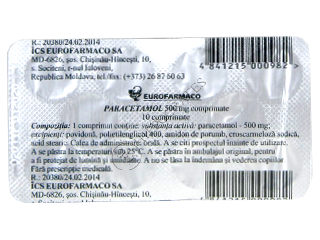 R.: 20380/24.02.2014
ÎCS EUROFARMACO SA
MD-6826, şos. Chişinău-Hînceşti, 10,
s. Sociteni, r-nul Ialoveni,
Republica Moldova, tel/fax: (+373) 26 87 60 63
4 841215 000982 >
EUROFARMACO
PARACETAMOL 500 mg comprimate
10 comprimate
Compoziţia: 1 comprimat conţine: substanţa activă: paracetamol - 500 mg;
excipienţi: povidonă, polietilenglicol 400, amidon de porumb, croscarmeloză sodică,
acid stearic. Calea de administrare: orală. A se citi prospectul înainte de utilizare.
A se păstra la temperaturi sub 25°C. A se păstra în ambalajul original, pentru
a fi protejat de lumină şi umiditate. A nu se lăsa la îndemâna şi vederea copiilor
Fără prescripţie medicală.
R.: 20380/24.02.2014
ÎCS EUROFARMACO SA
MD-6826, şos. Chişinău-Hînceşti, 10,